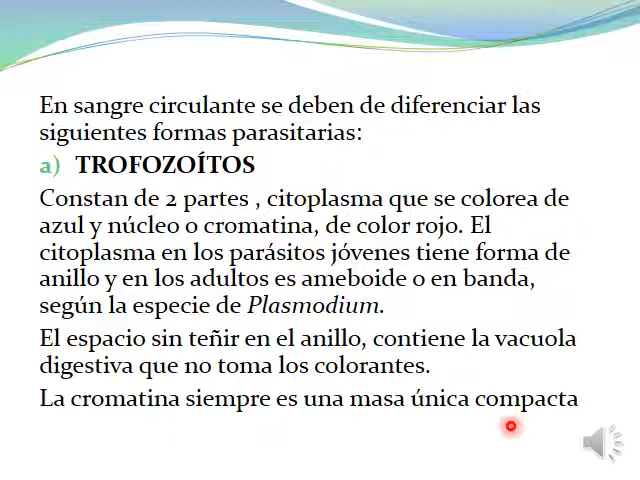 En sangre circulante se deben de diferenciar las
siguientes formas parasitarias:
a) TROFOZOÍTOS
Constan de 2 partes , citoplasma que se colorea de
azul y núcleo o cromatina, de color rojo. El
citoplasma en los parásitos jóvenes tiene forma de
anillo y en los adultos es ameboide o en banda,
según la especie de Plasmodium.
El espacio sin teñir en el anillo, contiene la vacuola
digestiva que no toma los colorantes.
La cromatina siempre es una masa única compacta